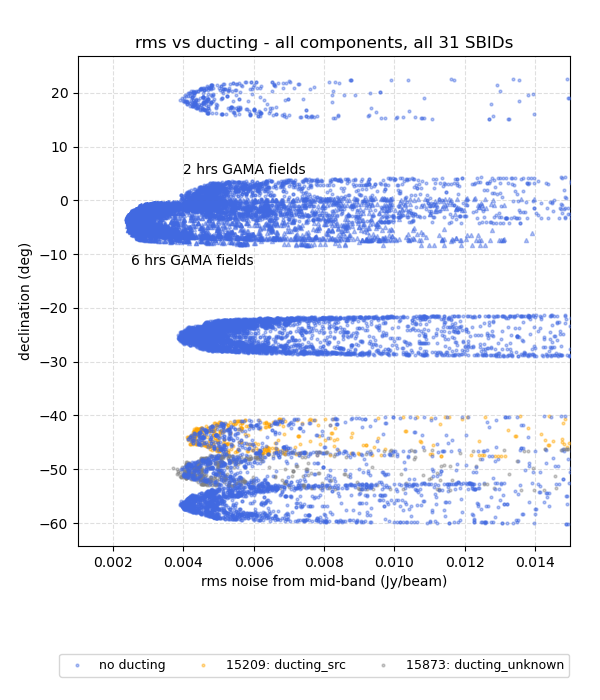 rms vs ducting - all components, all 31 SBIDs
declination (deg)
20
10
0
−10
−20
−30
−40
−50
−60
2 hrs GAMA fields
6 hrs GAMA fields
0.002 0.004 0.006 0.008 0.010 0.012 0.014
rms noise from mid-band (Jy/beam)
no ducting 15209: ducting_src 15873: ducting_unknown